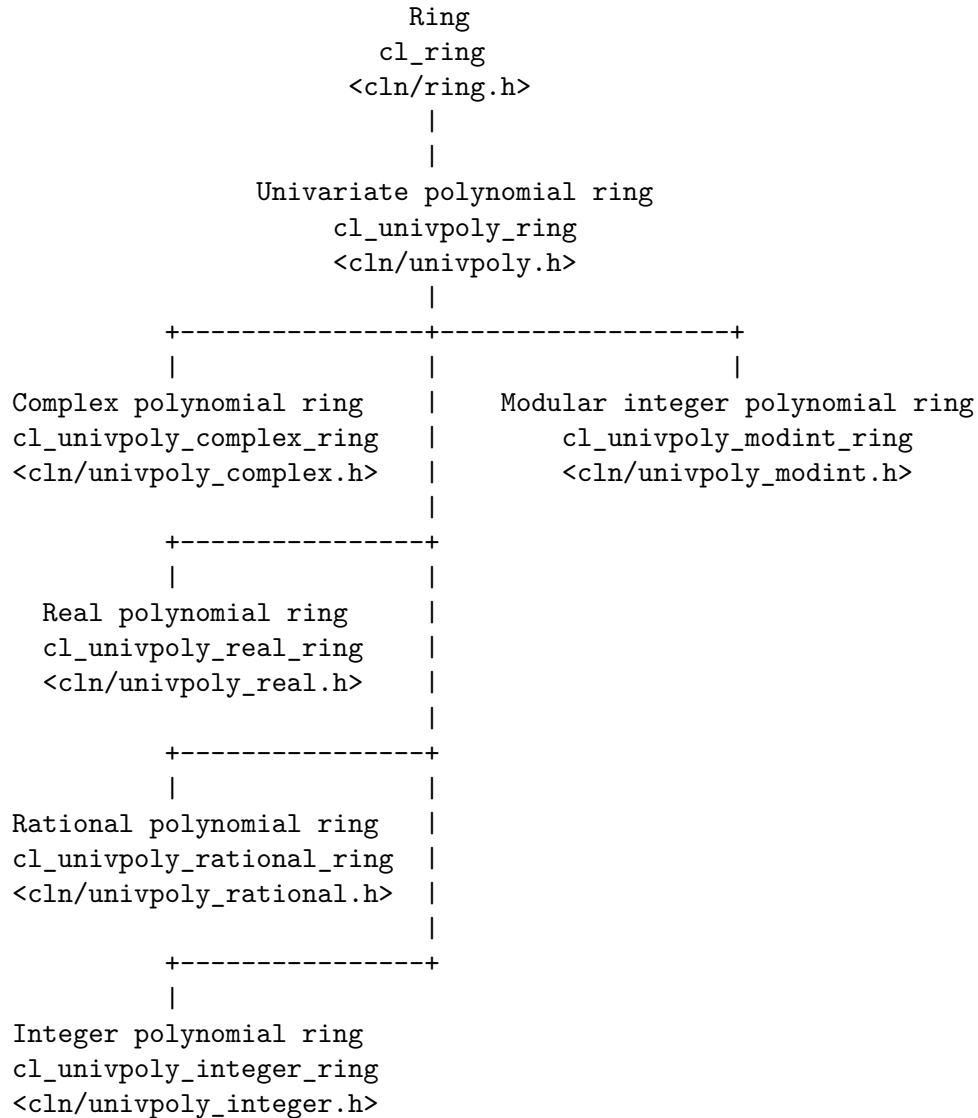 Ring
cl_ring
<cln/ring.h>
Univariate polynomial ring
cl_univpoly_ring
<cln/univpoly.h>
Complex polynomial ring Modular integer polynomial ring
cl_univpoly_complex_ring cl_univpoly_modint_ring
<cln/univpoly_complex.h> <cln/univpoly_modint.h>
Real polynomial ring
cl_univpoly_real_ring
<cln/univpoly_real.h>
Rational polynomial ring
cl_univpoly_rational_ring
<cln/univpoly_rational.h>
Integer polynomial ring
cl_univpoly_integer_ring
<cln/univpoly_integer.h>